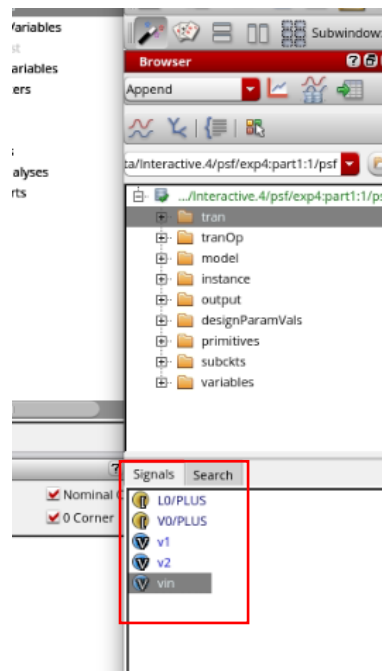 Variables
st
ariables
ers
:
alyses
rts
Subwindow:
Browser
?
Append
ta/Interactive.4/psf/exp4:part1:1/psf
.../Interactive.4/psf/exp4:part1:1/ps
tran
tranOp
model
instance
output
designParamVals
primitives
subckts
variables
?
Nominal C
0 Corner
Signals Search
L0/PLUS
V0/PLUS
v1
v2
vin